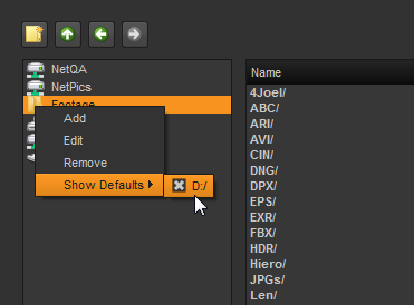 NetQA
NetPics
Footage
Add
Edit
Remove
Show Defaults
D:/
Name
4Joel/
ABC/
ARI/
AVI/
CIN/
DNG/
DPX/
EPS/
EXR/
FBX/
HDR/
Hiero/
JPGs/
Len/